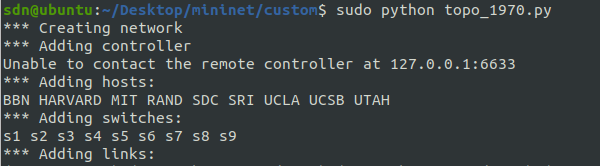 sdn@ubuntu:~/Desktop/mininet/custom$ sudo python topo_1970.py
*** Creating network
*** Adding controller
Unable to contact the remote controller at 127.0.0.1:6633
*** Adding hosts:
BBN HARVARD MIT RAND SDC SRI UCLA UCSB UTAH
*** Adding switches:
s1 s2 s3 s4 s5 s6 s7 s8 s9
*** Adding links: